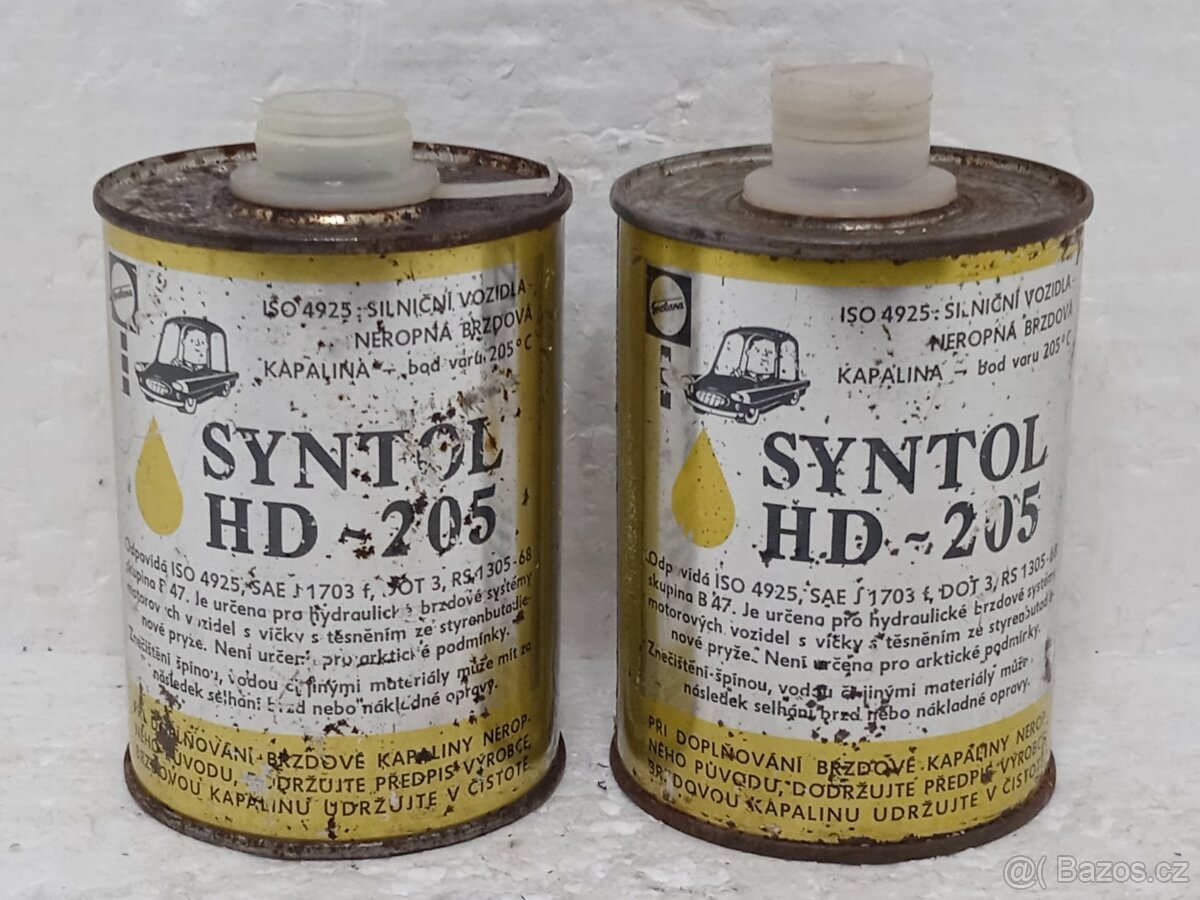 Spolana
ISO 4925: SILNIČNÍ VOZIDLA -
NEROPNÁ BRZDOVÁ
KAPALINA - bod varu 205°C
SYNTOL
HD-205
Odpovídá ISO 4925, SAE J 1703 f, DOT 3, RS 1305-68
skupina B 47. Je určena pro hydraulické brzdové systémy
motorových vozidel s víčky s těsněním ze styrenbutadie-
nové pryže. Není určena pro arktické podmínky.
Znečištění špínou, vodou či jinými materiály může mít za
následek selhání brzd nebo nákladné opravy.
PŘI DOPLŇOVÁNÍ BRZDOVÉ KAPALINY NEROP-
NÉHO PŮVODU, DODRŽUJTE PŘEDPIS VÝROBCE.
BRZDOVOU KAPALINU UDRŽUJTE V ČISTOTĚ.
Spolana
ISO 4925: SILNIČNÍ VOZIDLA -
NEROPNÁ BRZDOVÁ
KAPALINA - bod varu 205°C
SYNTOL
HD-205
Odpovídá ISO 4925, SAE J 1703 f, DOT 3, RS 1305-68
skupina B 47. Je určena pro hydraulické brzdové systémy
motorových vozidel s víčky s těsněním ze styrenbutadie-
nové pryže. Není určena pro arktické podmínky.
Znečištění špínou, vodou či jinými materiály může
následek selhání brzd nebo nákladné opravy.
PŘI DOPLŇOVÁNÍ BRZDOVÉ KAPALINY NEROP-
NÉHO PŮVODU, DODRŽUJTE PŘEDPIS VÝROBCE.
BRZDOVOU KAPALINU UDRŽUJTE V ČISTOTĚ.
@( Bazos.cz